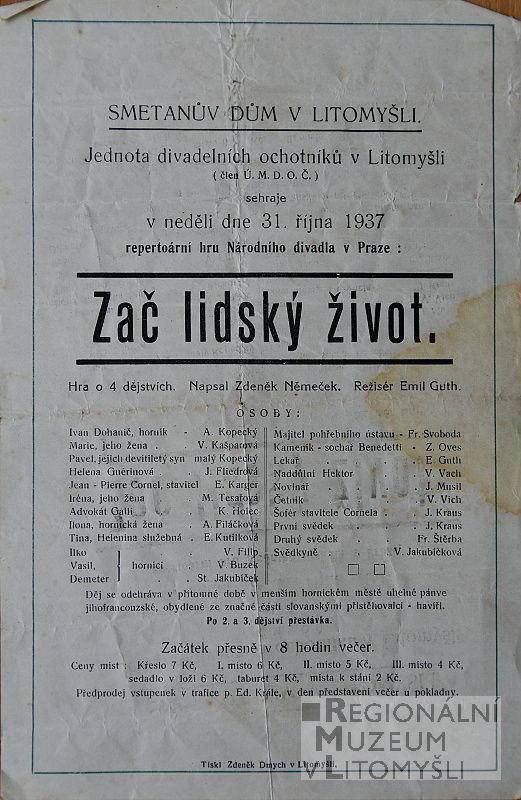 SMETANŮV DŮM V LITOMYŠLI.
Jednota divadelních ochotníků v Litomyšli
( člen Ú. M. D. O. Č. )
sehraje
v neděli dne 31. října 1937
repertoární hru Národního divadla v Praze :
Zač lidský život.
Hra o 4 dějstvích. Napsal Zdeněk Němeček. Režisér Emil Guth.
OSOBY:
Ivan Dohanič, horník - A. Kopecký
Marie, jeho žena . V. Kašparová
Pavel, jejich devítiletý syn malý Kopecký
Helena Guérinová . J. Fliedrová
Jean - Pierre Cornel, stavitel E. Karger
Iréna, jeho žena . M. Tesařová
Advokát Galli . K. Holec
Ilona, hornická žena . A. Filáčková
Tina, Helenina služebná . E. Kutilková
Ilko . V. Filip
Vasil, } horníci . V. Buzek
Demeter . St. Jakubíček
Majitel pohřebního ústavu - Fr. Svoboda
Kameník - sochař Benedetti - Z. Oves
Lékař . . . E. Guth
Naddůlní Hektor . . V. Vach
Novinář . . . J. Musil
Četník . . . V. Vich
Šofér stavitele Cornela . . J. Kraus
První svědek . . J. Kraus
Druhý svědek . . Fr. Štěrba
Svědkyně . . V. Jakubíčková
Děj se odehrává v přítomné době v menším hornickém městě uhelné pánve
jihofrancouzské, obydlené ze značné části slovanskými přistěhovalci - havíři.
Po 2. a 3. dějství přestávka.
Začátek přesně v 8 hodin večer.
Ceny míst : Křeslo 7 Kč, I. místo 6 Kč, II. místo 5 Kč, III. místo 4 Kč,
sedadlo v loži 6 Kč, taburet 4 Kč, místa k stání 2 Kč.
Předprodej vstupenek v trafice p. Ed. Krále, v den představení večer u pokladny.
Tiskl Zdeněk Dmych v Litomyšli.
REGIONÁLNÍ
MUZEUM
V LITOMYŠLI